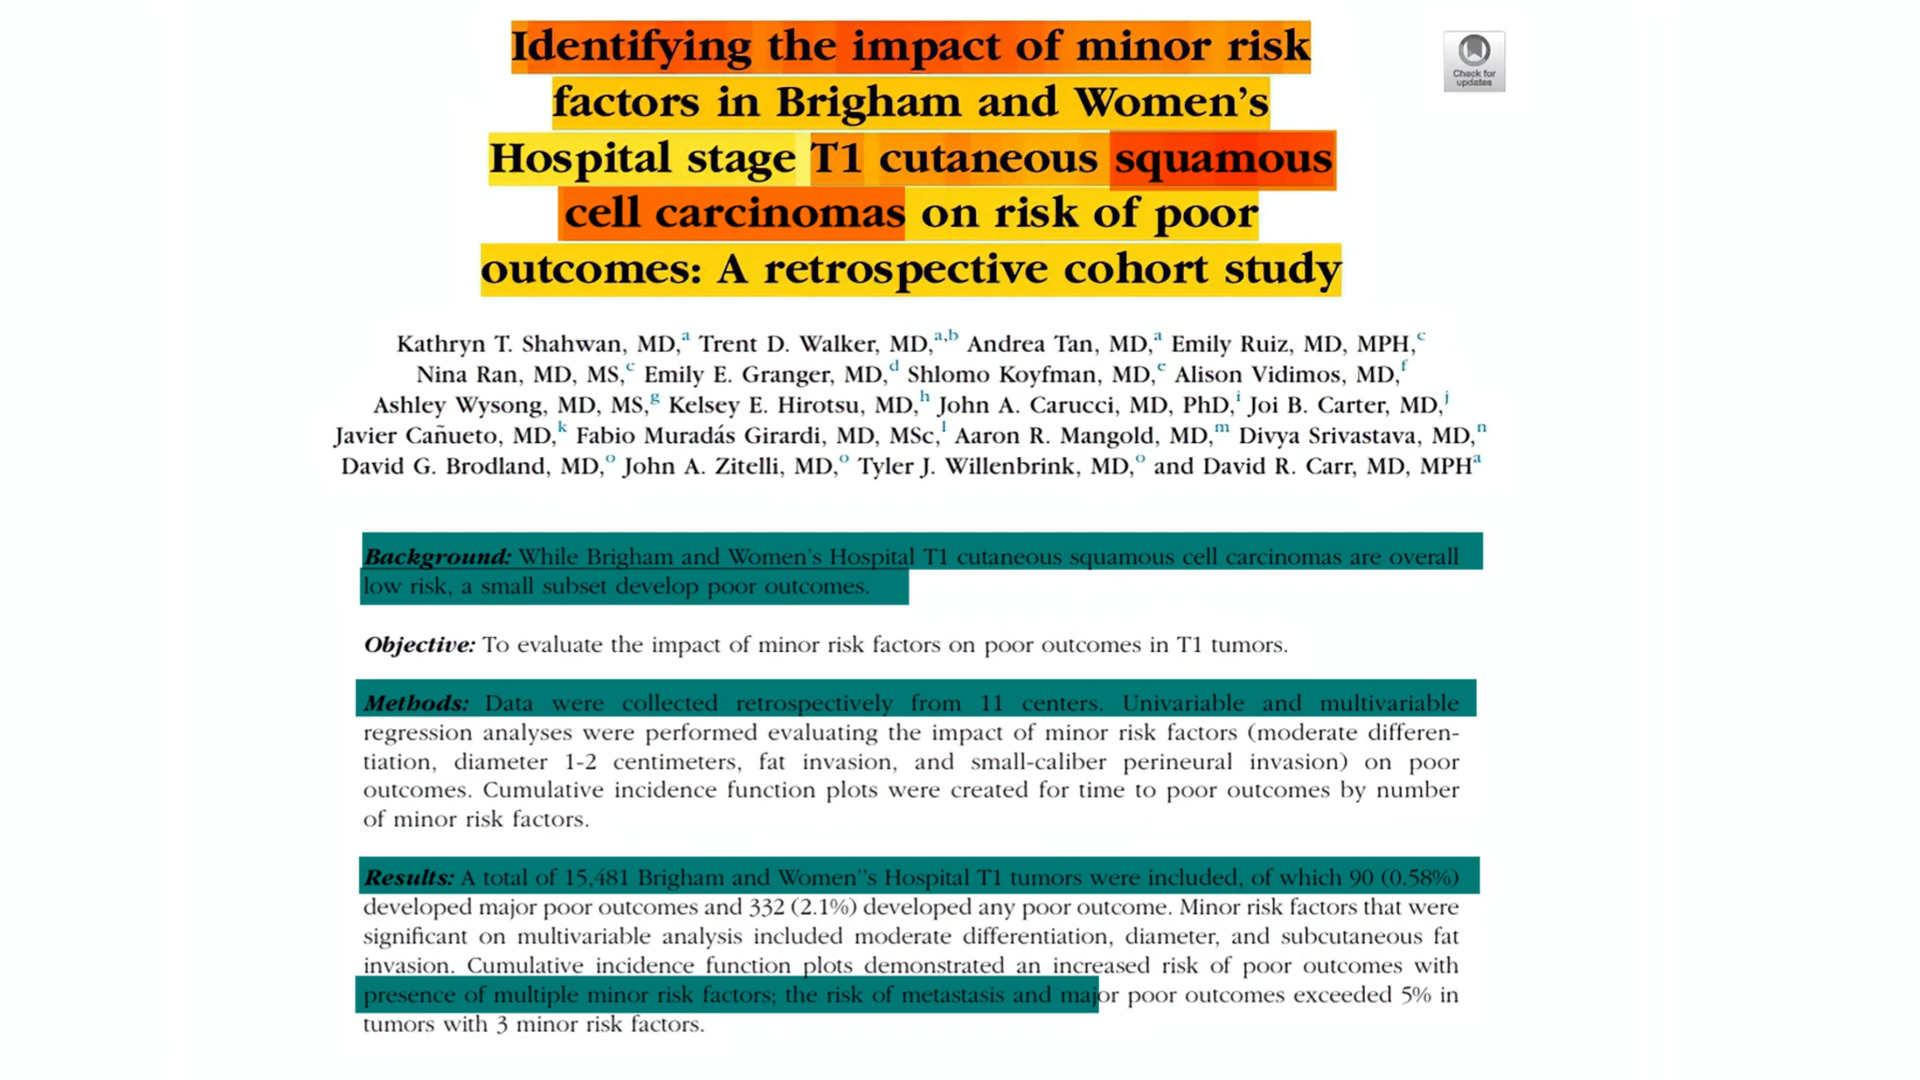 Identifying the impact of minor risk
factors in Brigham and Women's
Hospital stage T1 cutaneous squamous
cell carcinomas on risk of poor
outcomes: A retrospective cohort study
Check for
updates
Kathryn T. Shahwan, MD,a Trent D. Walker, MD,a,b Andrea Tan, MD,a Emily Ruiz, MD, MPH,c
Nina Ran, MD, MS,c Emily E. Granger, MD,d Shlomo Koyfman, MD,e Alison Vidimos, MD,f
Ashley Wysong, MD, MS,g Kelsey E. Hirotsu, MD,h John A. Carucci, MD, PhD,i Joi B. Carter, MD,j
Javier Cañueto, MD,k Fabio Muradás Girardi, MD, MSc,l Aaron R. Mangold, MD,m Divya Srivastava, MD,n
David G. Brodland, MD,o John A. Zitelli, MD,o Tyler J. Willenbrink, MD,o and David R. Carr, MD, MPHa
Background: While Brigham and Women's Hospital T1 cutaneous squamous cell carcinomas are overall
low risk, a small subset develop poor outcomes.
Objective: To evaluate the impact of minor risk factors on poor outcomes in T1 tumors.
Methods: Data were collected retrospectively from 11 centers. Univariable and multivariable
regression analyses were performed evaluating the impact of minor risk factors (moderate differen-
tiation, diameter 1-2 centimeters, fat invasion, and small-caliber perineural invasion) on poor
outcomes. Cumulative incidence function plots were created for time to poor outcomes by number
of minor risk factors.
Results: A total of 15,481 Brigham and Women''s Hospital T1 tumors were included, of which 90 (0.58%)
developed major poor outcomes and 332 (2.1%) developed any poor outcome. Minor risk factors that were
significant on multivariable analysis included moderate differentiation, diameter, and subcutaneous fat
invasion. Cumulative incidence function plots demonstrated an increased risk of poor outcomes with
presence of multiple minor risk factors; the risk of metastasis and major poor outcomes exceeded 5% in
tumors with 3 minor risk factors.